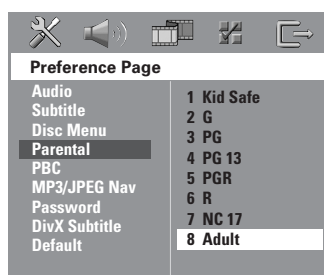 Preference Page
Audio
Subtitle
Disc Menu
Parental
PBC
MP3/JPEG Nav
Password
DivX Subtitle
Default
1 Kid Safe
2 G
3 PG
4 PG 13
5 PGR
6 R
7 NC 17
8 Adult